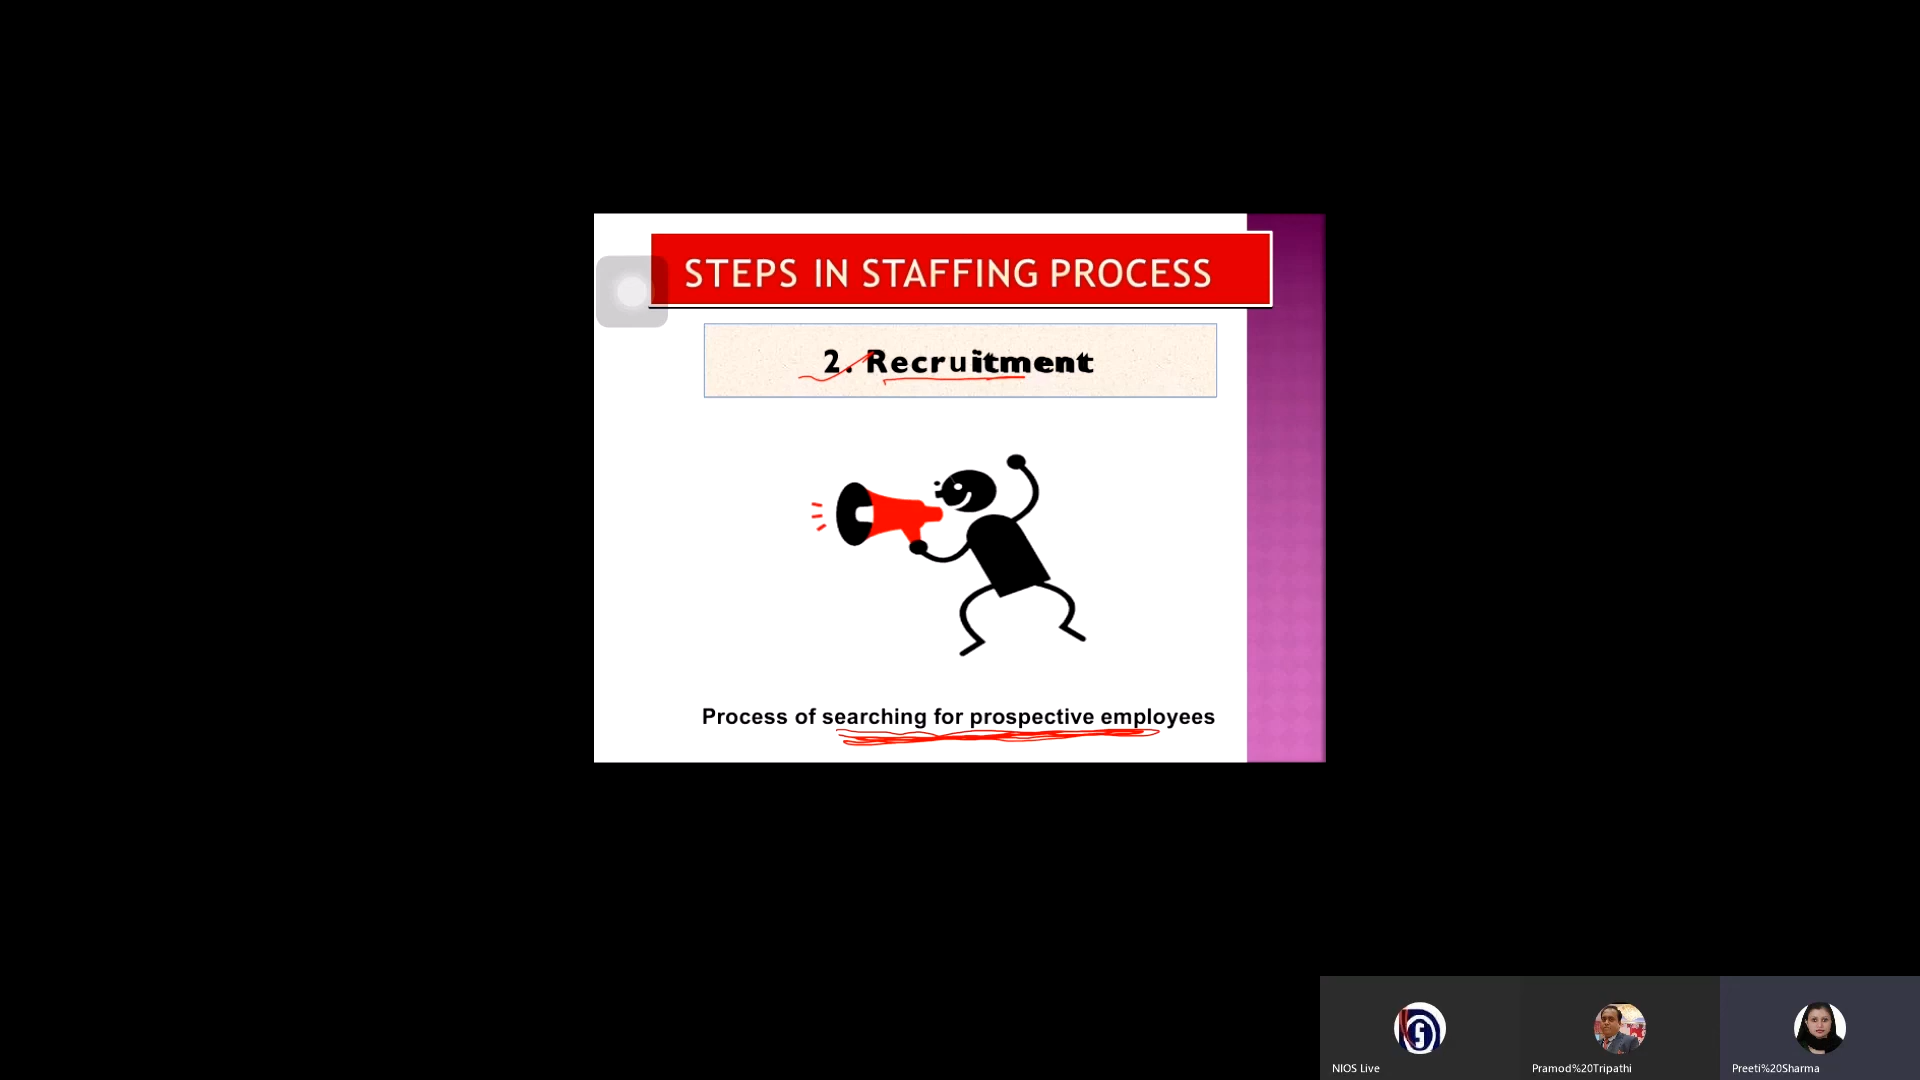 STEPS IN STAFFING PROCESS
2. Recruitment
Process of searching for prospective employees
NIOS Live
Pramod%20Tripathi
Preeti%20Sharma